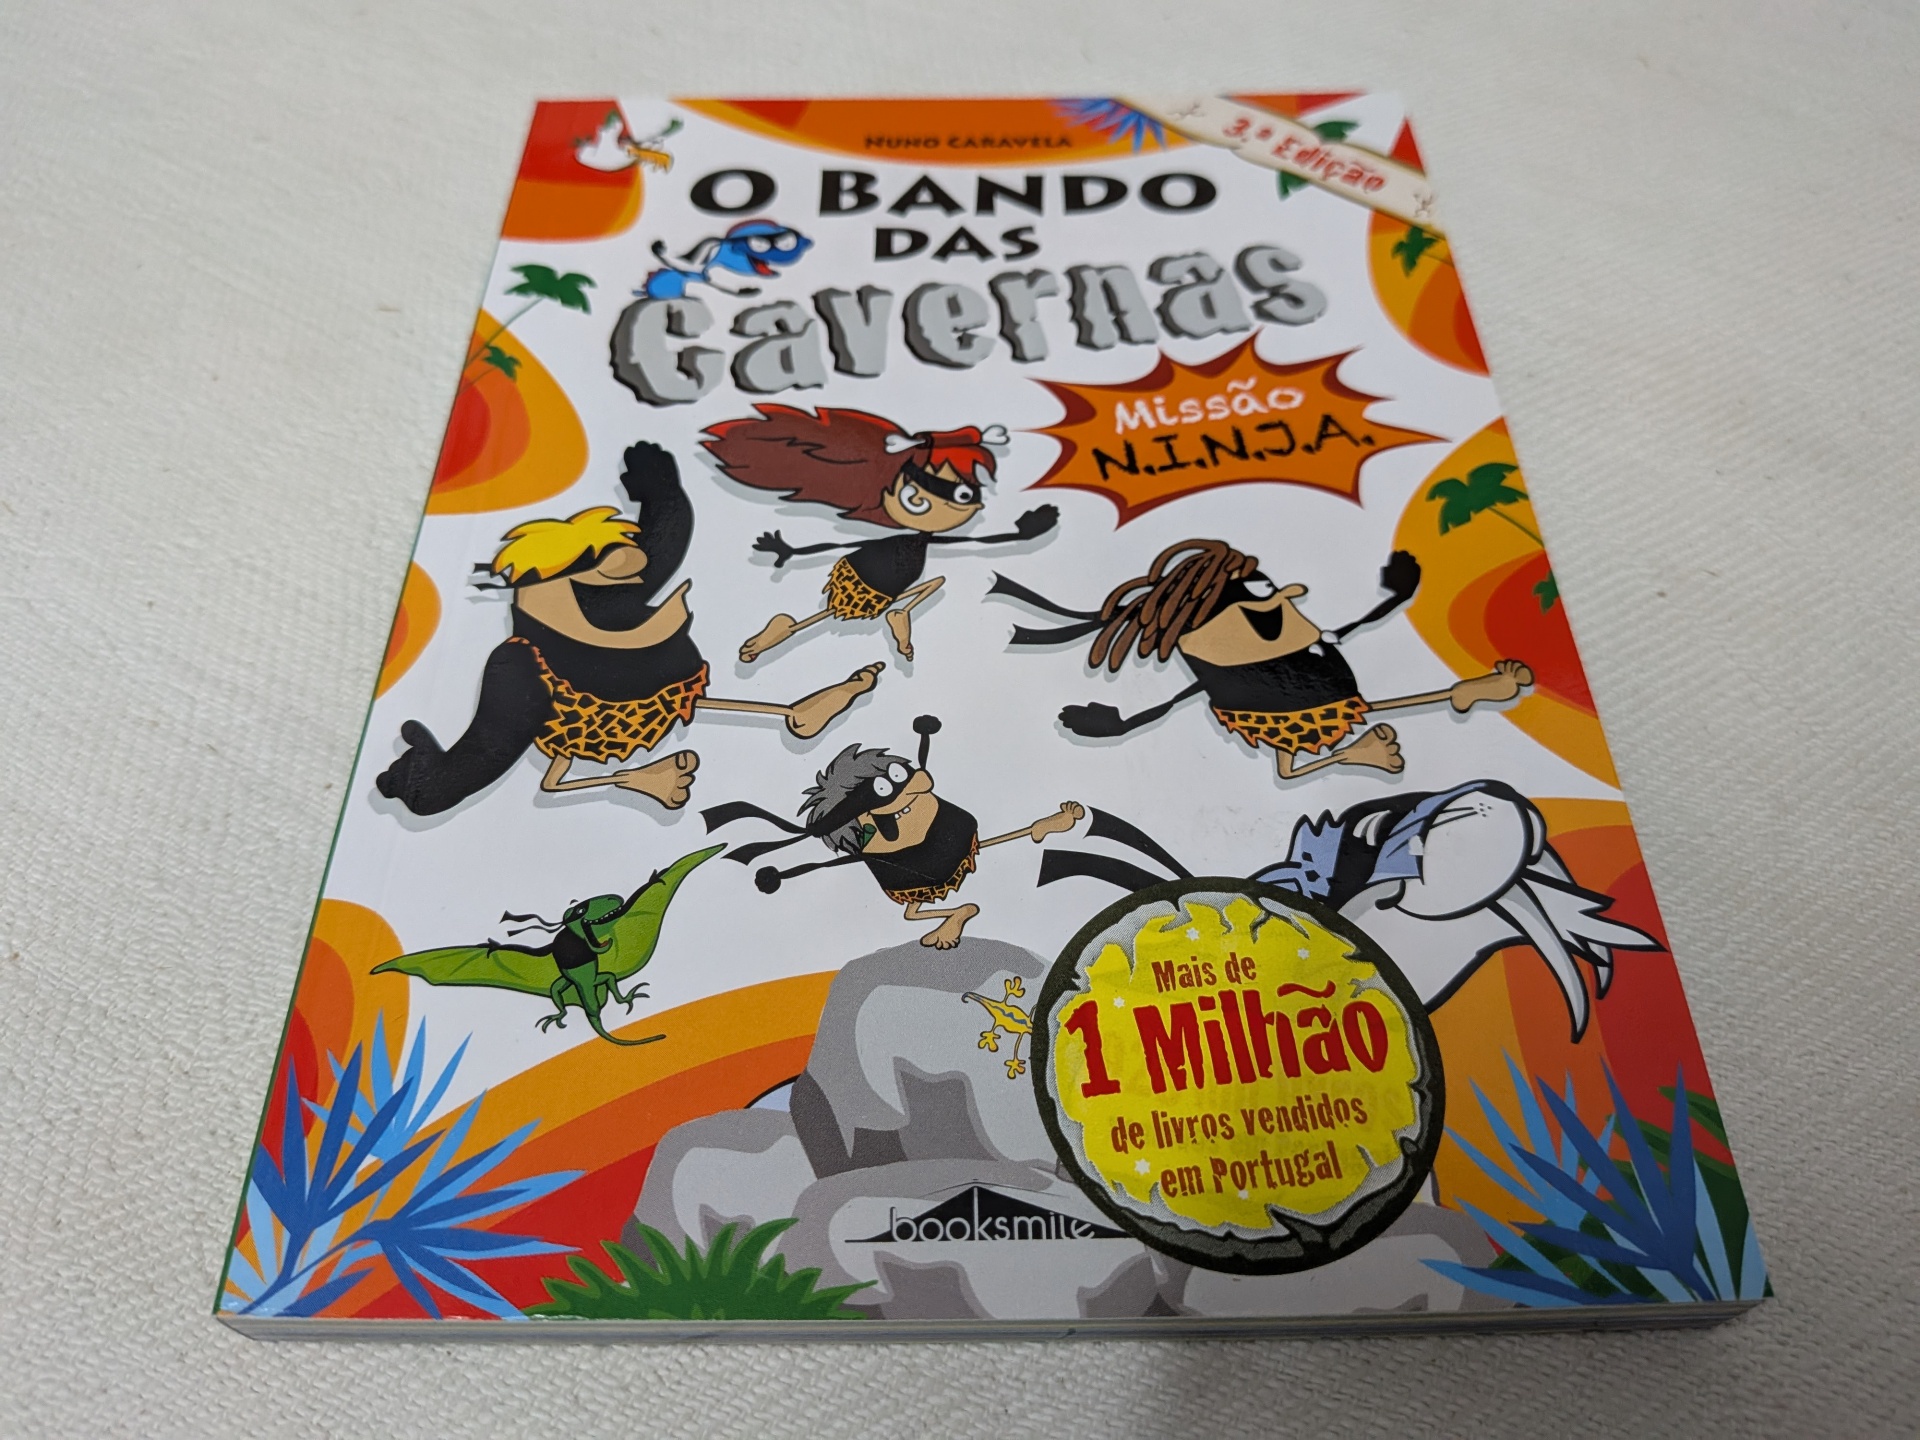 NUNO CARAVELA
3.ª Edição
O BANDO
DAS
Cavernas
Missão
N.I.N.J.A.
Mais de
1 Milhão
de livros vendidos
em Portugal
booksmile